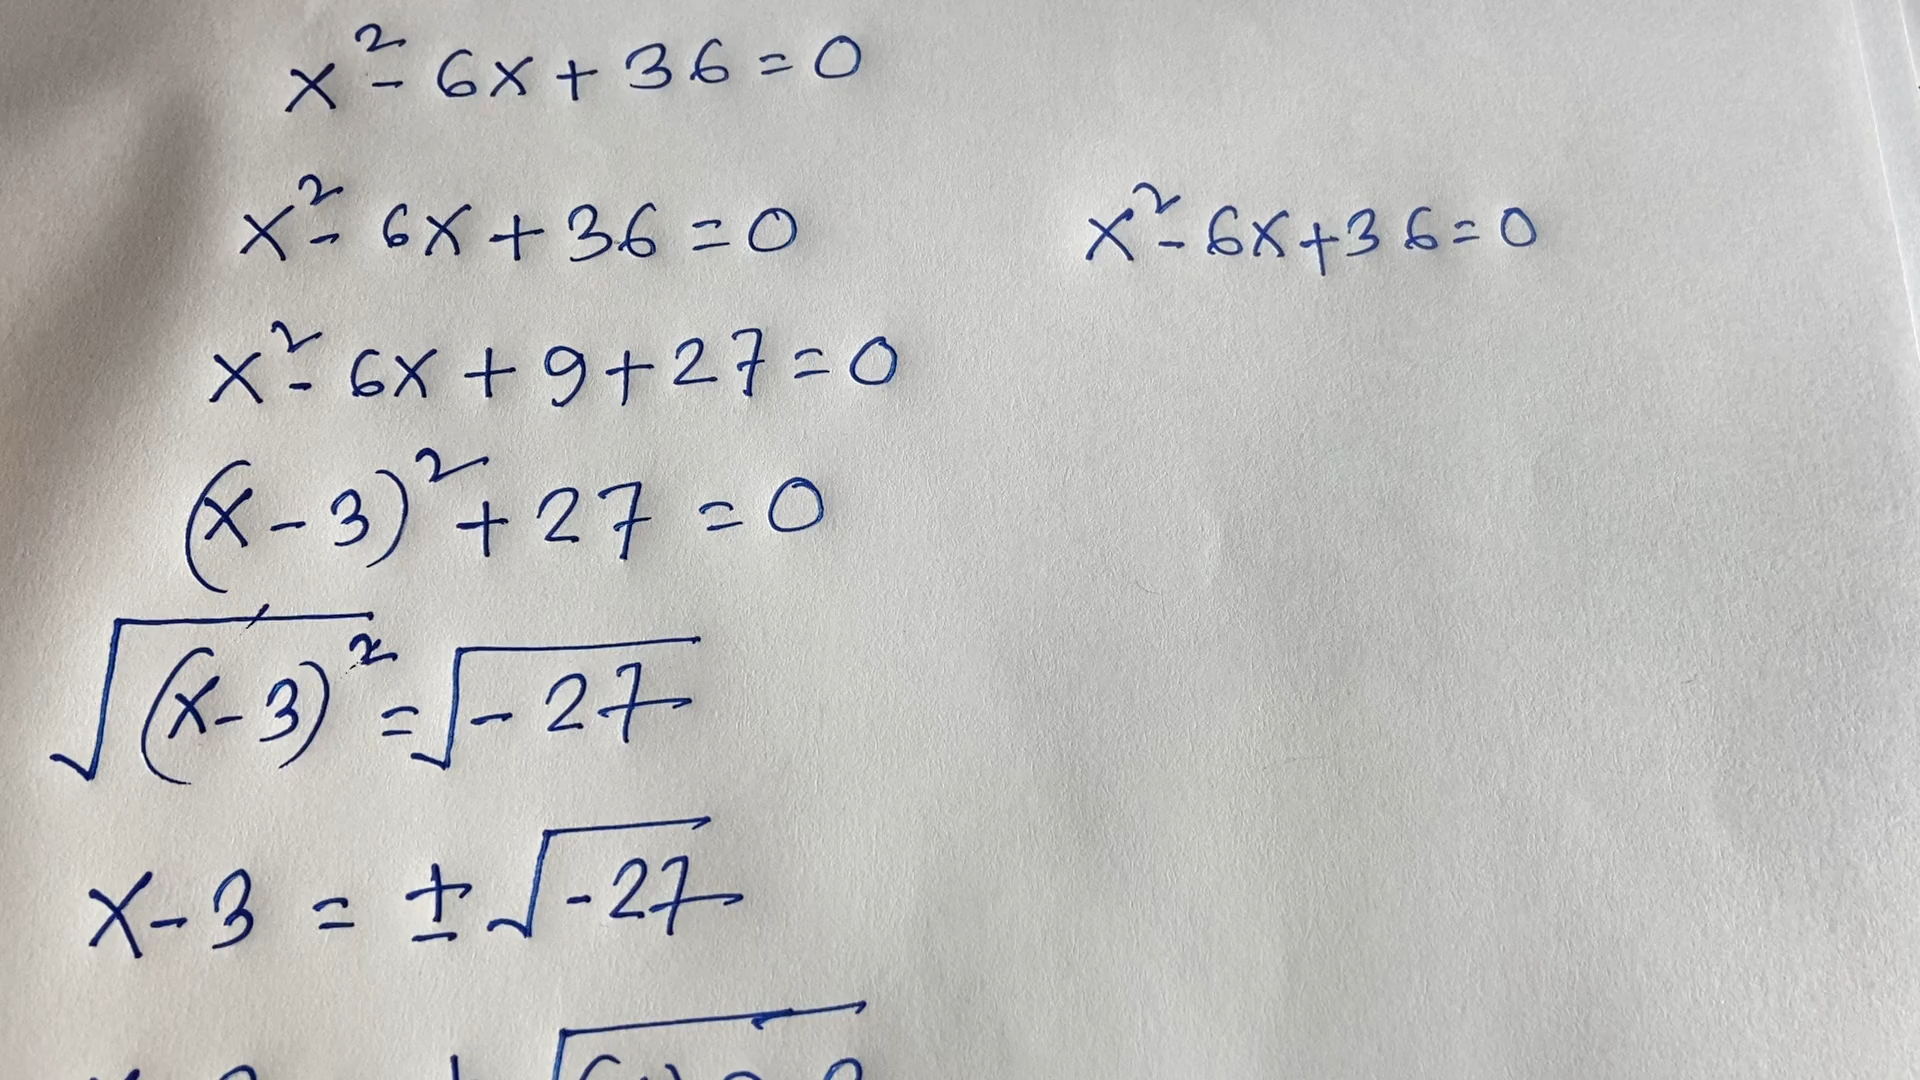 x² - 6x + 36 = 0
x² - 6x + 36 = 0
x² - 6x + 36 = 0
x² - 6x + 9 + 27 = 0
(x - 3)² + 27 = 0
√(x - 3)² = √-27
x - 3 = ± √-27